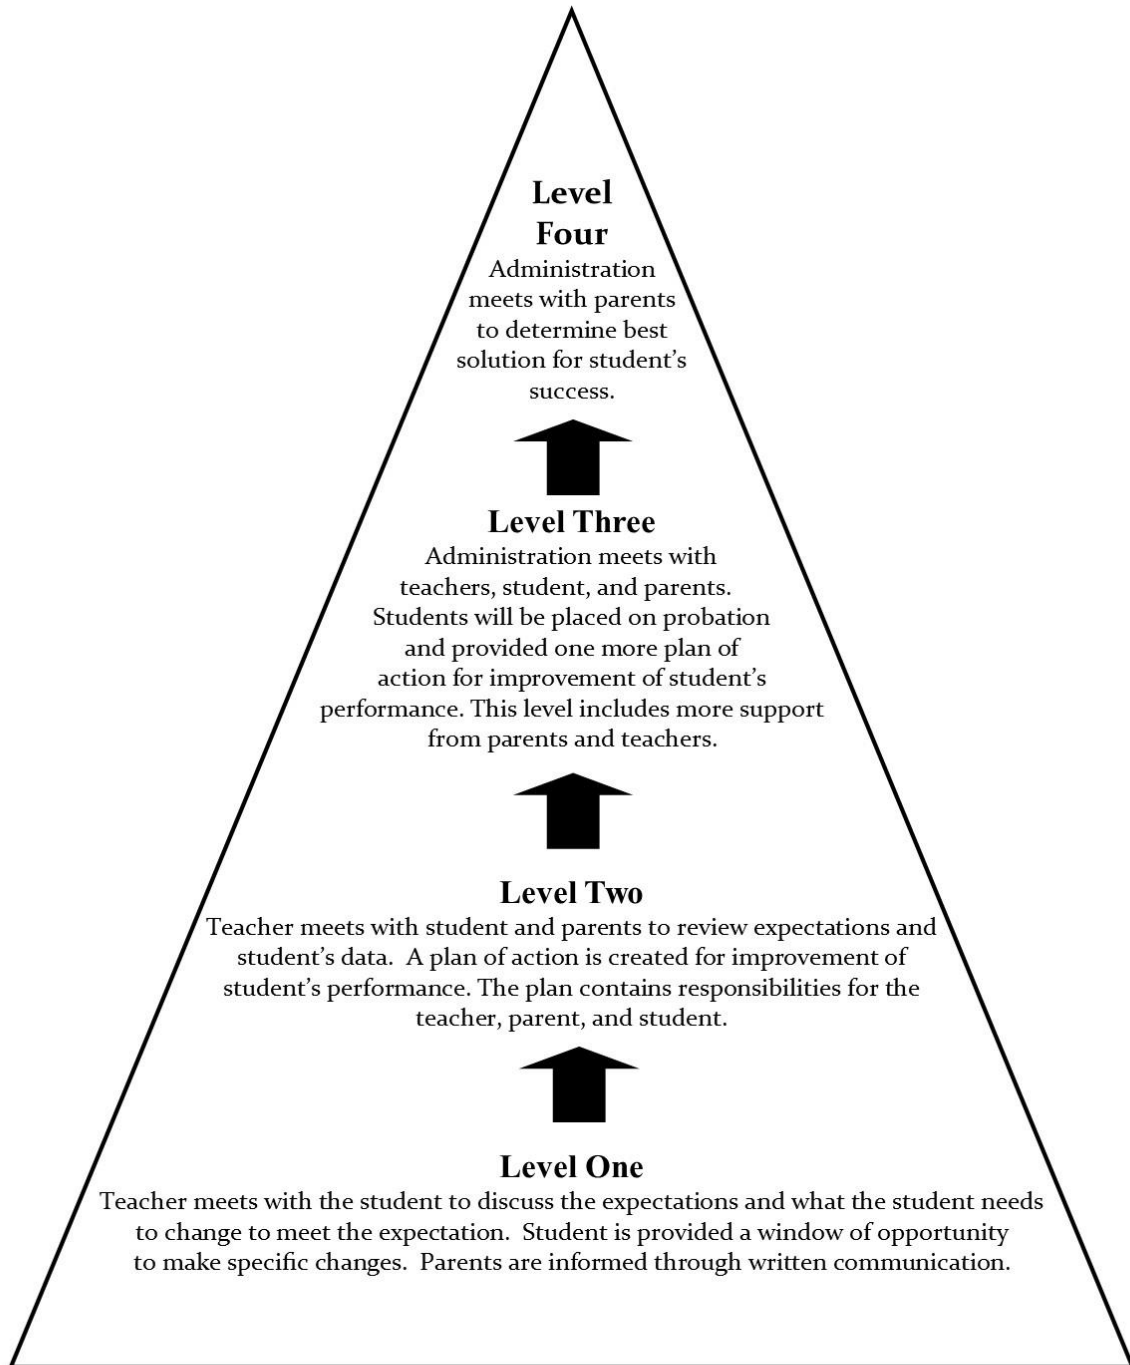 Level
Four
Administration
meets with parents
to determine best
solution for student's
success.
Level Three
Administration meets with
teachers, student, and parents.
Students will be placed on probation
and provided one more plan of
action for improvement of student's
performance. This level includes more support
from parents and teachers.
Level Two
Teacher meets with student and parents to review expectations and
student's data.  A plan of action is created for improvement of
student's performance. The plan contains responsibilities for the
teacher, parent, and student.
Level One
Teacher meets with the student to discuss the expectations and what the student needs
to change to meet the expectation.  Student is provided a window of opportunity
to make specific changes.  Parents are informed through written communication.